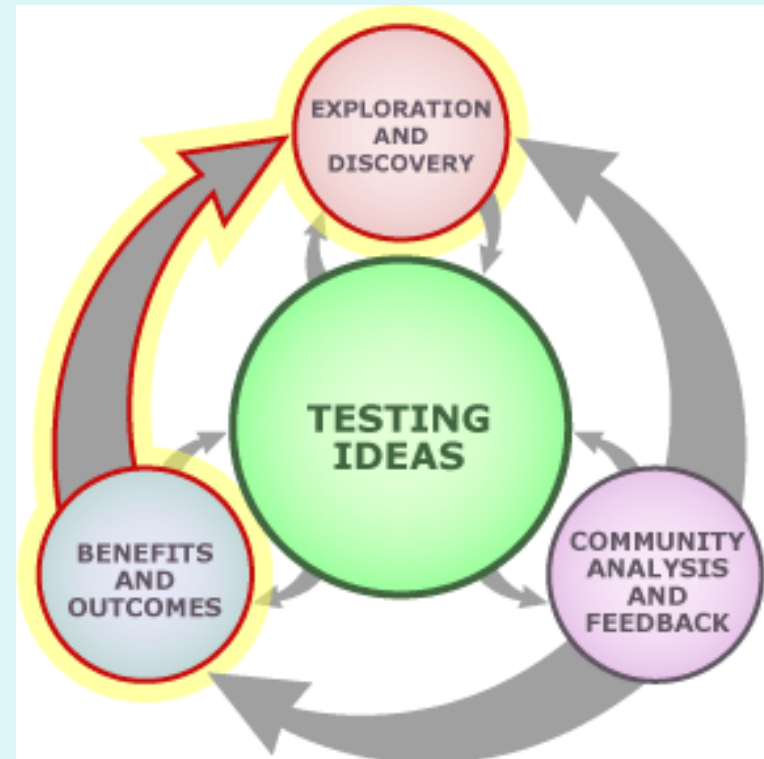 EXPLORATION
AND
DISCOVERY
TESTING
IDEAS
BENEFITS
AND
OUTCOMES
COMMUNITY
ANALYSIS
AND
FEEDBACK